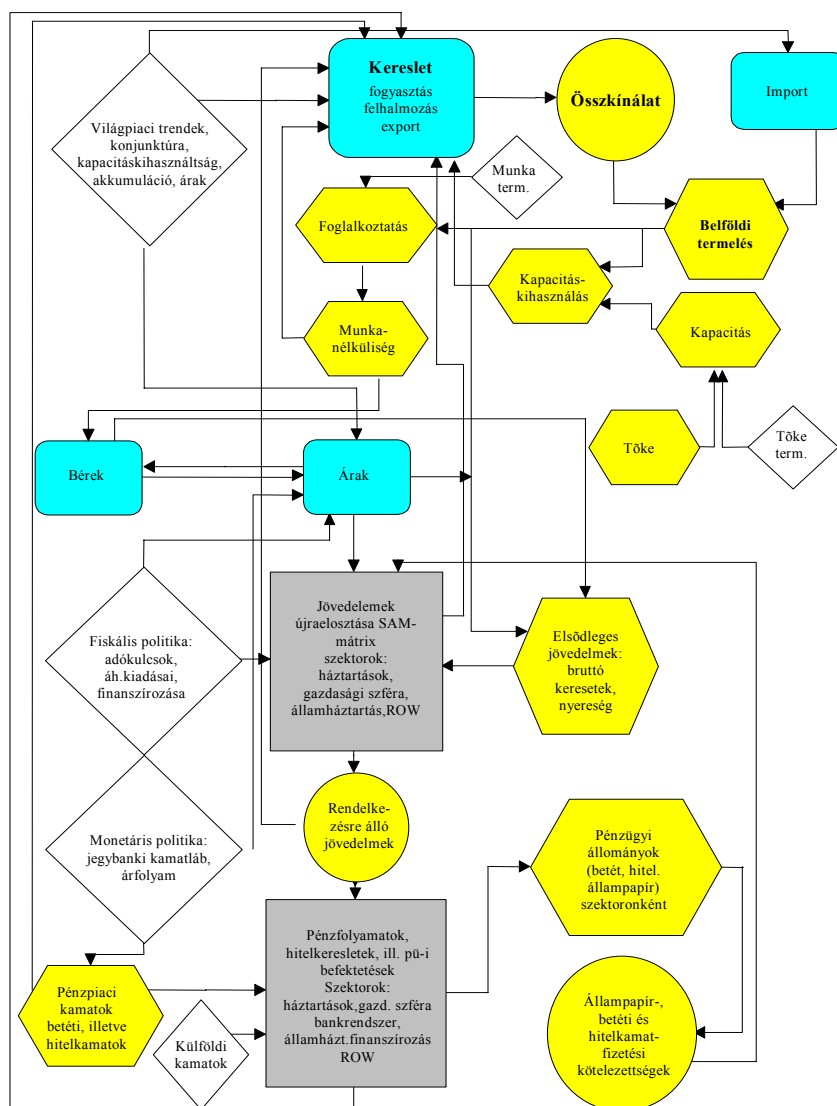 Kereslet
fogyasztás
felhalmozás
export
Összkínálat
Import
Világpiaci trendek,
konjunktúra,
kapacitáskihasználtság,
akkumuláció, árak
Munka
term.
Foglalkoztatás
Belföldi
termelés
Kapacitás-
kihasználás
Kapacitás
Munka-
nélküliség
Tõke
Tõke
term.
Bérek
Árak
Jövedelemek
újraelosztása SAM-
mátrix
szektorok:
háztartások,
gazdasági szféra,
államháztartás,ROW
Fiskális politika:
adókulcsok,
áh.kiadásai,
finanszírozása
Elsõdleges
jövedelmek:
bruttó
keresetek,
nyereség
Rendelke-
zésre álló
jövedelmek
Monetáris politika:
jegybanki kamatláb,
árfolyam
Pénzügyi
állományok
(betét, hitel.
állampapír)
szektoronként
Pénzfolyamatok,
hitelkeresletek, ill. pü-i
befektetések
Szektorok:
háztartások,gazd. szféra
bankrendszer,
államházt.finanszírozás
ROW
Pénzpiaci
kamatok
betéti, illetve
hitelkamatok
Külföldi
kamatok
Állampapír-,
betéti és
hitelkamat-
fizetési
kötelezettségek